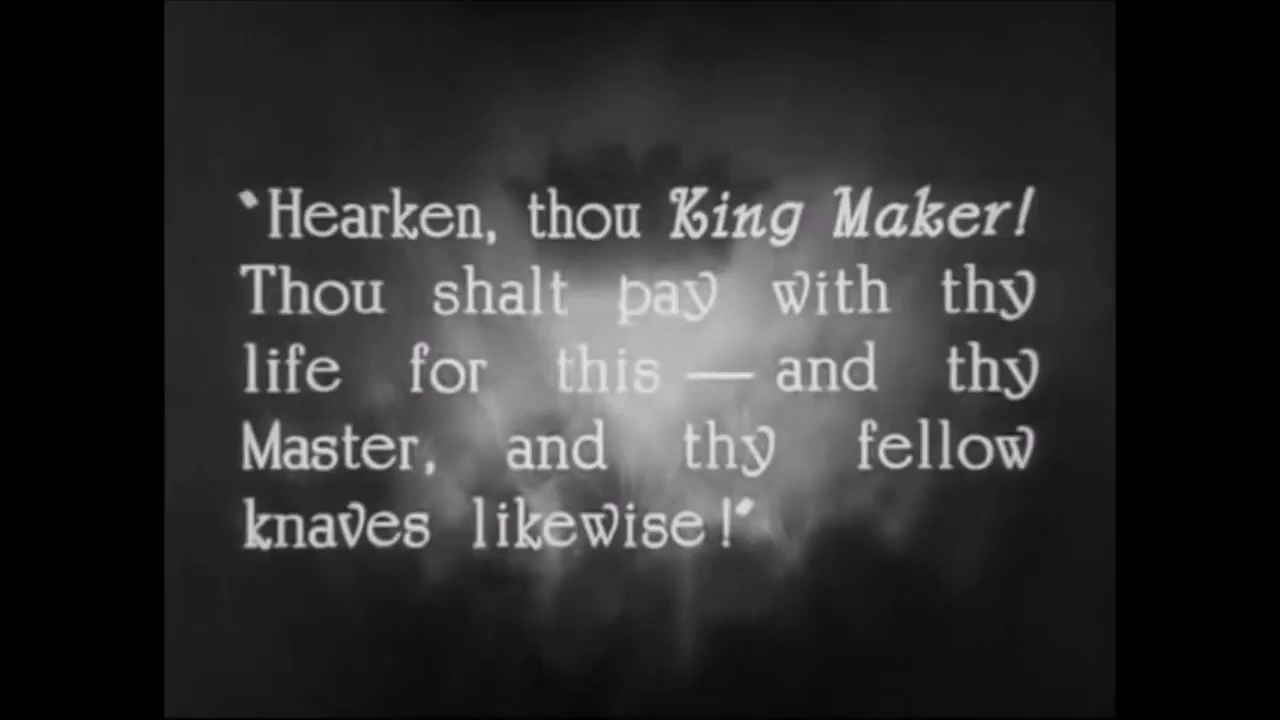 "Hearken, thou King Maker!
Thou shalt pay with thy
life for this — and thy
Master, and thy fellow
knaves likewise!"